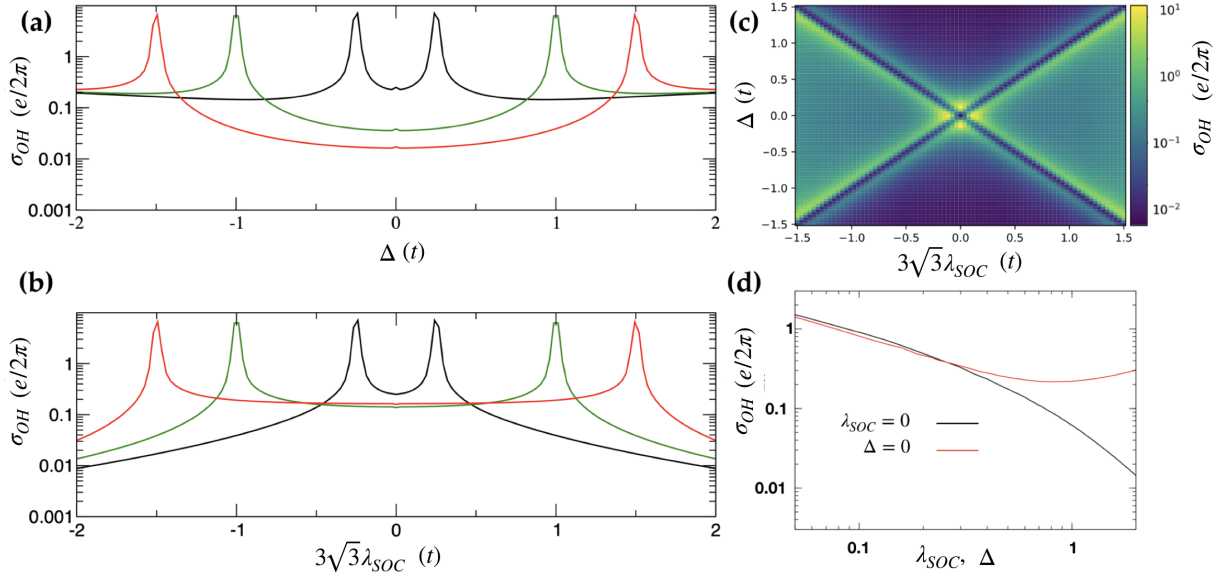 (a)
1
0.1
0.01
0.001
σ_OH (e/2π)
-2 -1 0 1 2
Δ (t)
(b)
1
0.1
0.01
0.001
σ_OH (e/2π)
-2 -1 0 1 2
3√3λ_SOC (t)
(c)
1.5
1.0
0.5
0.0
-0.5
-1.0
-1.5
Δ (t)
-1.5 -1.0 -0.5 0.0 0.5 1.0 1.5
3√3λ_SOC (t)
10¹
10⁰
10⁻¹
10⁻²
σ_OH (e/2π)
(d)
1
0.1
0.01
σ_OH (e/2π)
λ_SOC = 0
Δ = 0
0.1 1
λ_SOC, Δ